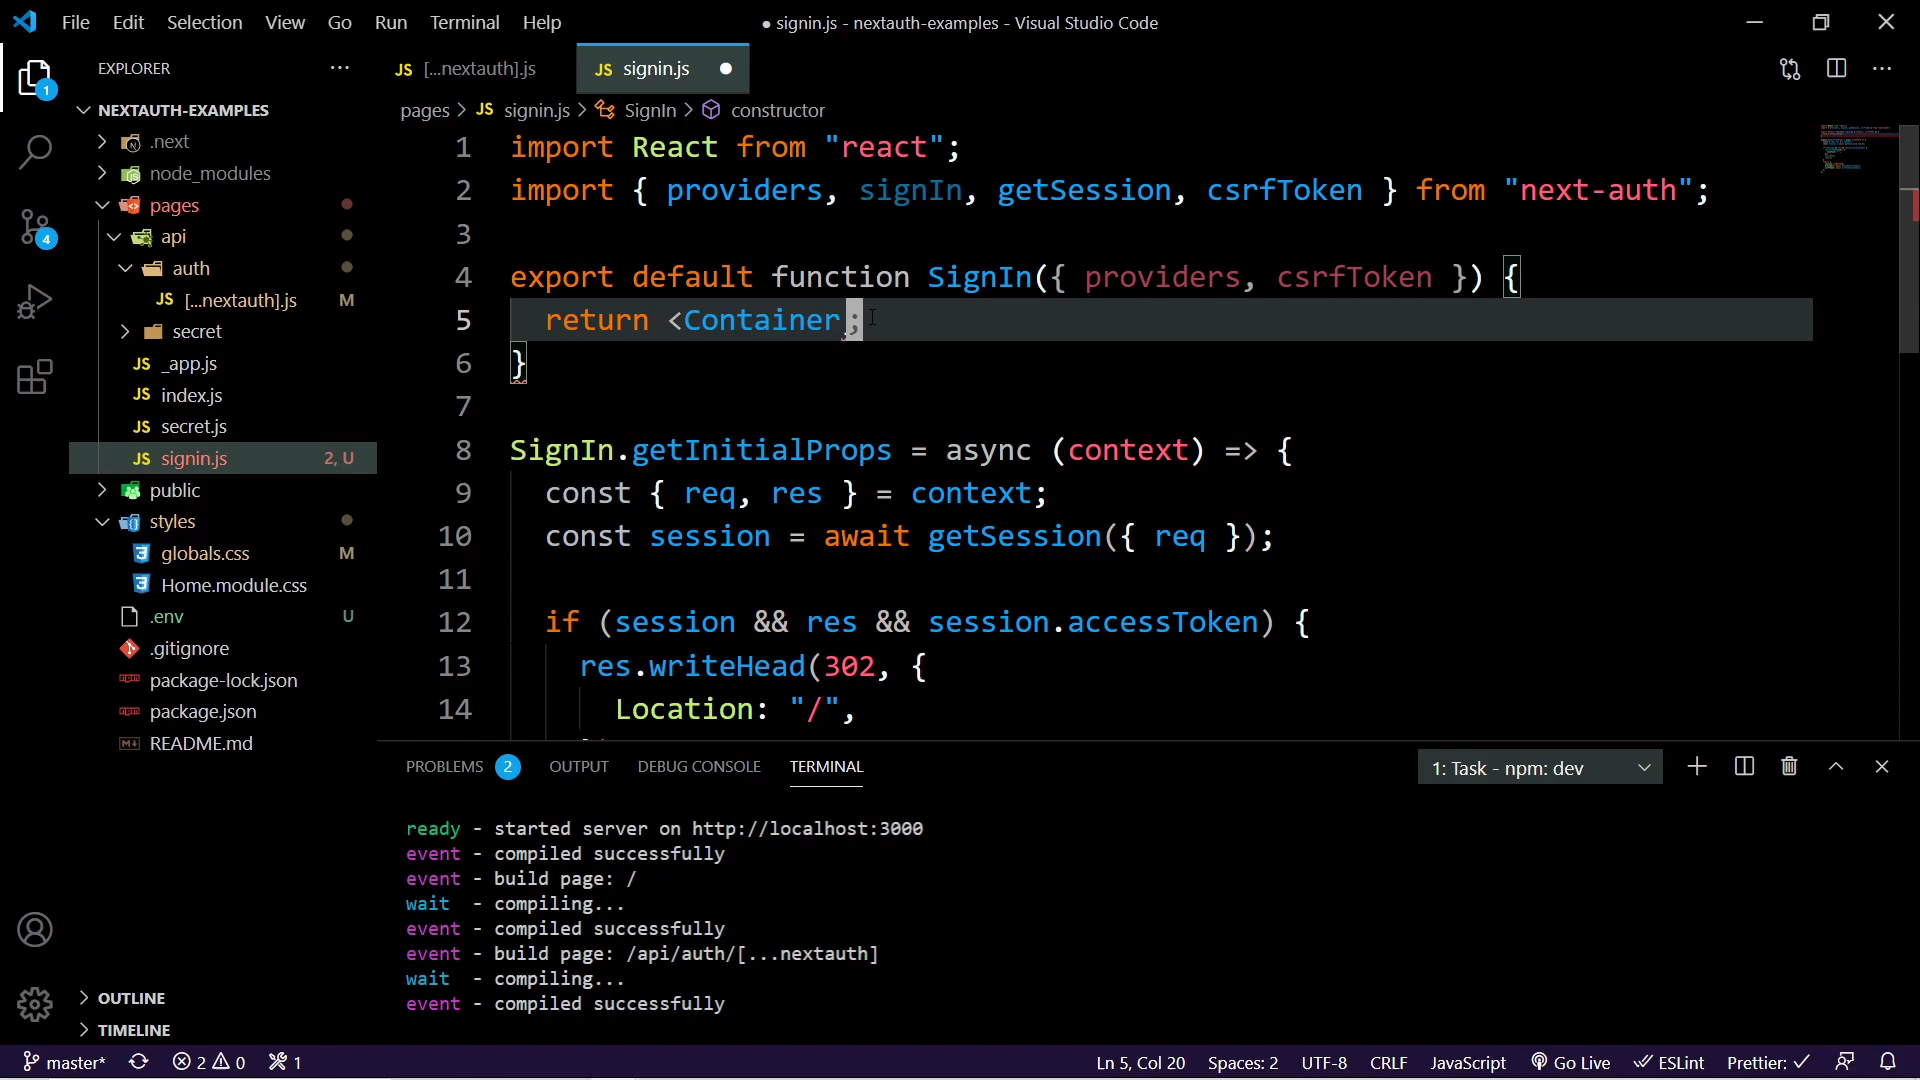 File Edit Selection View Go Run Terminal Help
● signin.js - nextauth-examples - Visual Studio Code
EXPLORER
JS [...nextauth].js
JS signin.js
1
NEXTAUTH-EXAMPLES
pages > JS signin.js > SignIn > constructor
.next
node_modules
pages
api
4
auth
JS [...nextauth].js M
secret
JS _app.js
JS index.js
JS secret.js
JS signin.js 2, U
public
styles
globals.css M
Home.module.css
.env U
.gitignore
package-lock.json
package.json
README.md
OUTLINE
TIMELINE
1 import React from "react";
2 import { providers, signIn, getSession, csrfToken } from "next-auth";
3
4 export default function SignIn({ providers, csrfToken }) {
5 return <Container;
6 }
7
8 SignIn.getInitialProps = async (context) => {
9 const { req, res } = context;
10 const session = await getSession({ req });
11
12 if (session && res && session.accessToken) {
13 res.writeHead(302, {
14 Location: "/",
PROBLEMS 2 OUTPUT DEBUG CONSOLE TERMINAL
1: Task - npm: dev
ready - started server on http://localhost:3000
event - compiled successfully
event - build page: /
wait - compiling...
event - compiled successfully
event - build page: /api/auth/[...nextauth]
wait - compiling...
event - compiled successfully
master* 2 0 1
Ln 5, Col 20 Spaces: 2 UTF-8 CRLF JavaScript Go Live ESLint Prettier: ✓